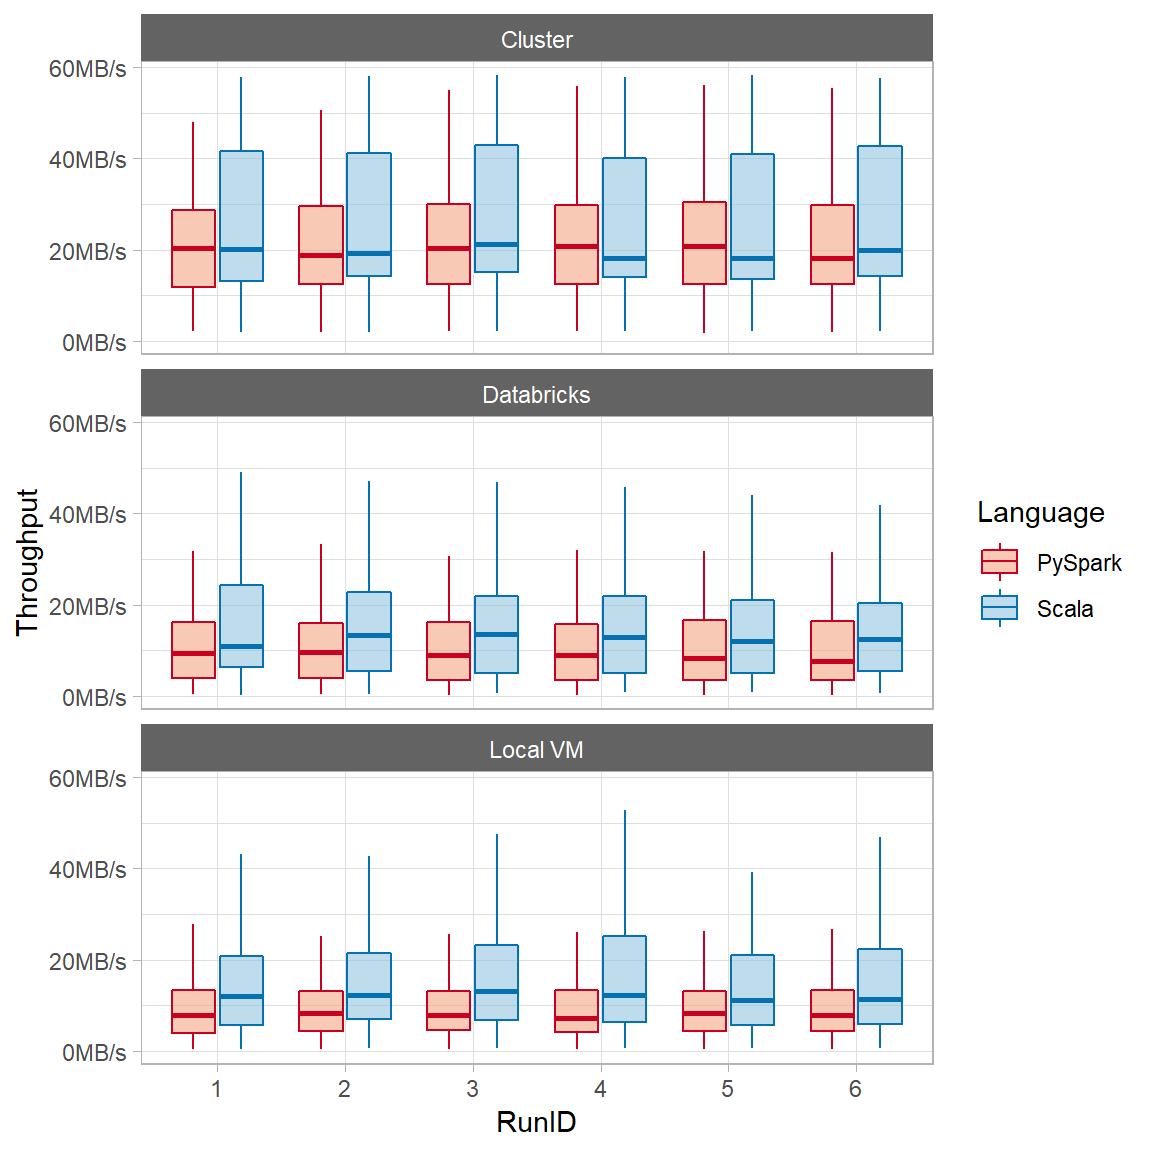 Cluster
60MB/s
40MB/s
20MB/s
0MB/s
Databricks
60MB/s
40MB/s
20MB/s
0MB/s
Local VM
60MB/s
40MB/s
20MB/s
0MB/s
1 2 3 4 5 6
RunID
Throughput
Language
PySpark
Scala